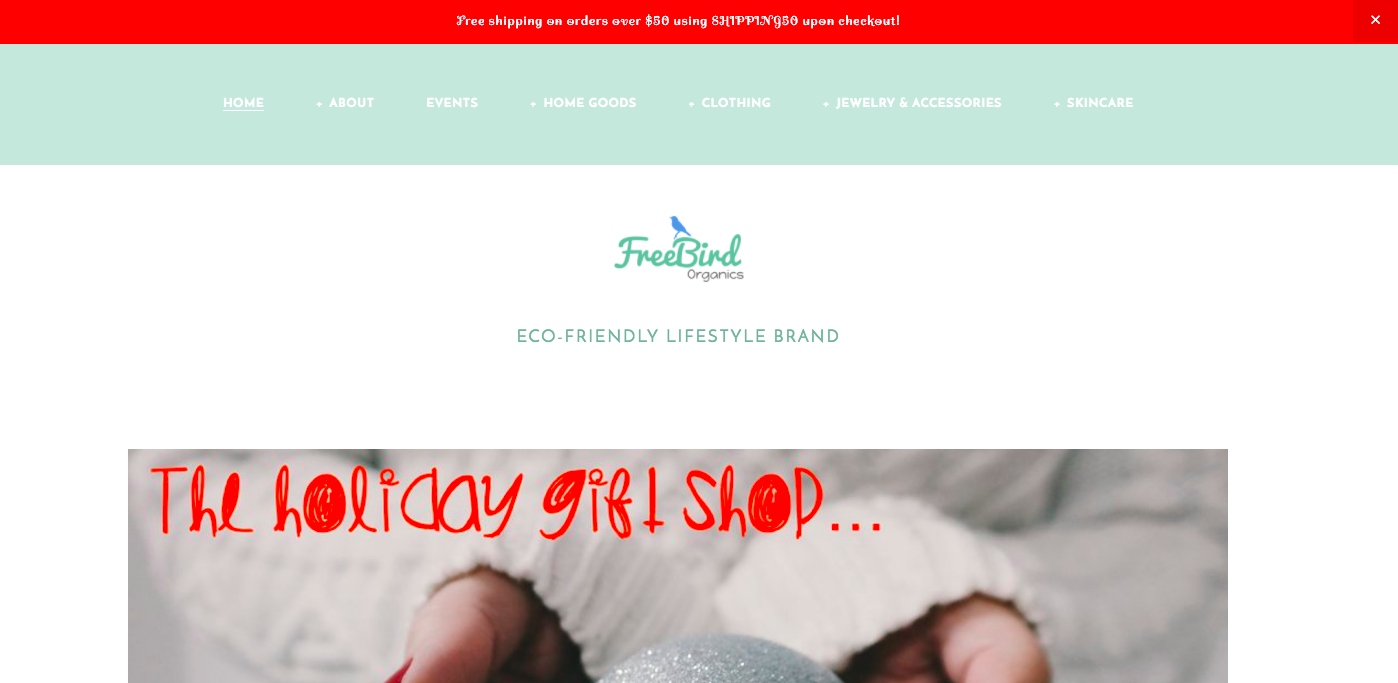 Free shipping on orders over $50 using SHIPPING50 upon checkout!
HOME + ABOUT EVENTS + HOME GOODS + CLOTHING + JEWELRY & ACCESSORIES + SKINCARE
FreeBird
Organics
ECO-FRIENDLY LIFESTYLE BRAND
The holiday gift shop...